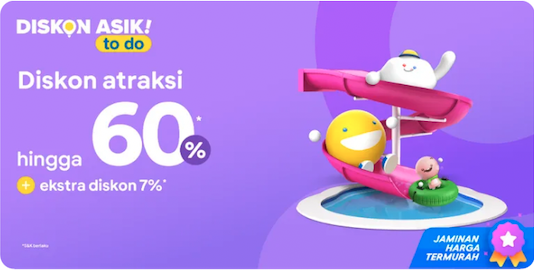 DISKON ASIK!
to do
Diskon atraksi
hingga 60%*
+ ekstra diskon 7%*
*S&K berlaku
JAMINAN
HARGA
TERMURAH